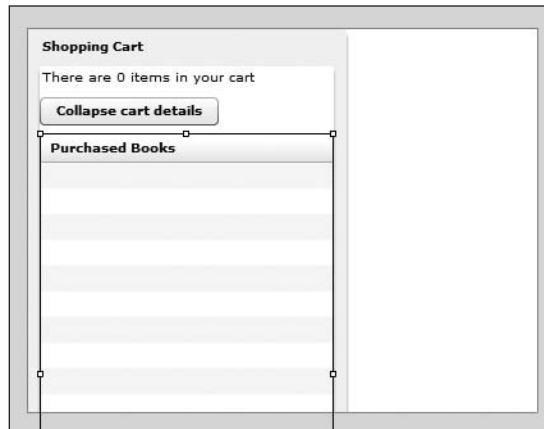 Shopping Cart
There are 0 items in your cart
Collapse cart details
Purchased Books